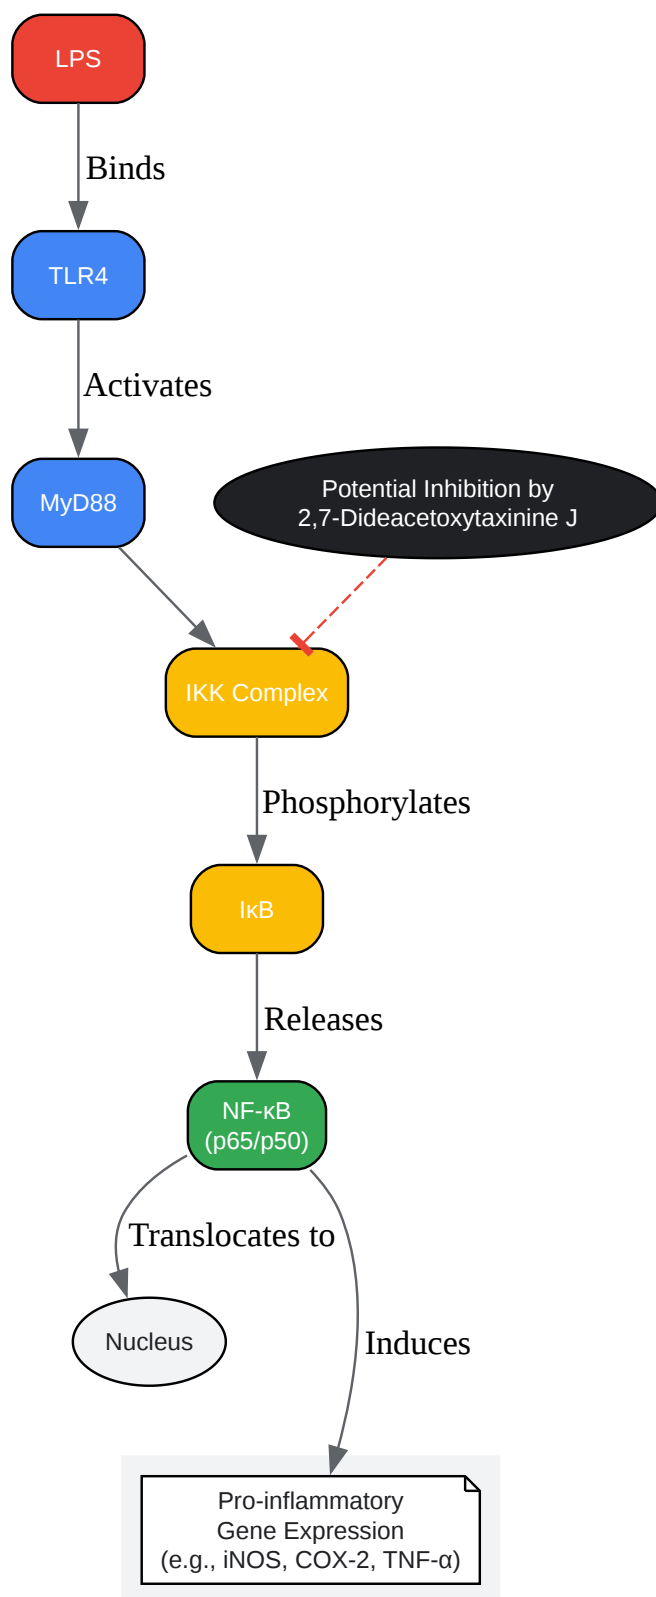 LPS
Binds
TLR4
Activates
MyD88
Potential Inhibition by
2,7-Dideacetoxytaxinine J
IKK Complex
Phosphorylates
IκB
Releases
NF-κB
(p65/p50)
Translocates to
Nucleus
Induces
Pro-inflammatory
Gene Expression
(e.g., iNOS, COX-2, TNF-α)